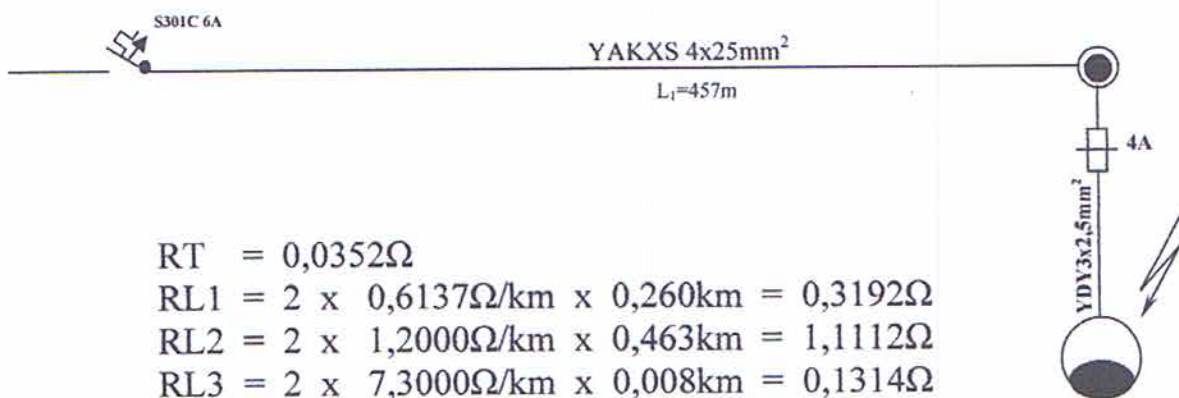 S301C 6A
YAKXS 4x25mm²
L₁=457m
4A
YDY3x2,5mm²
RT = 0,0352Ω
RL1 = 2 x 0,6137Ω/km x 0,260km = 0,3192Ω
RL2 = 2 x 1,2000Ω/km x 0,463km = 1,1112Ω
RL3 = 2 x 7,3000Ω/km x 0,008km = 0,1314Ω